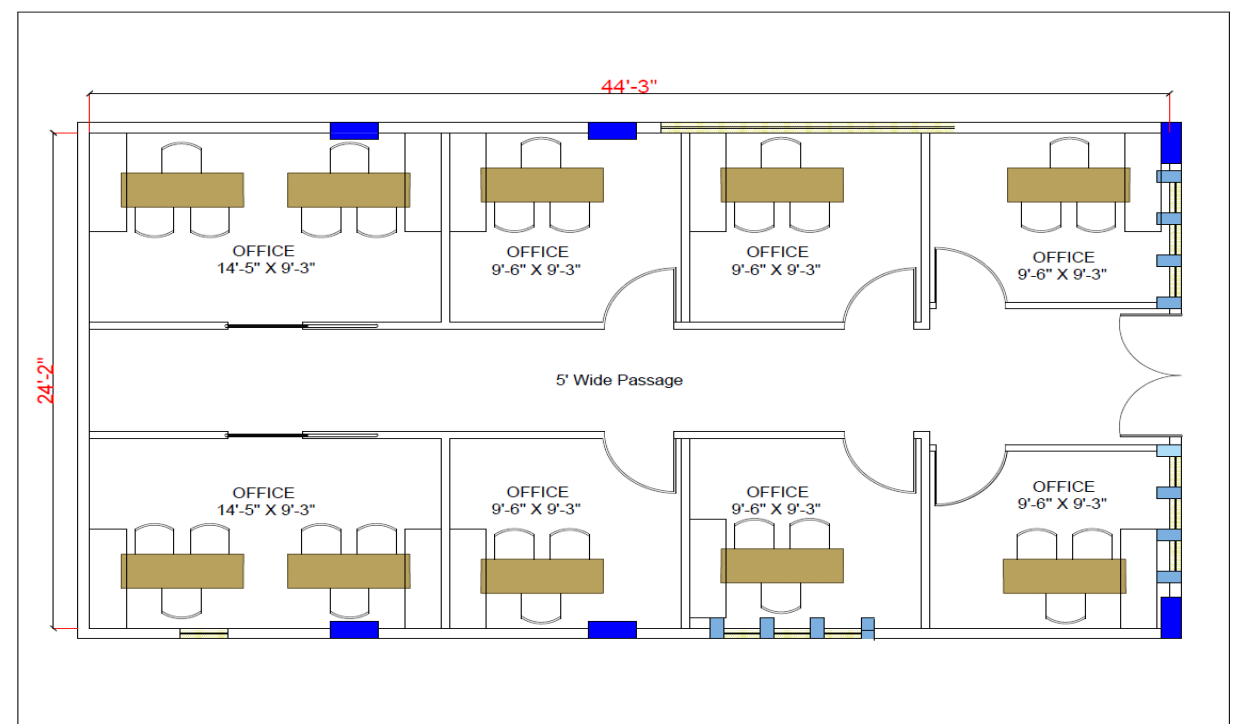 44'-3"
24'-2"
OFFICE
14'-5" X 9'-3"
OFFICE
9'-6" X 9'-3"
OFFICE
9'-6" X 9'-3"
OFFICE
9'-6" X 9'-3"
5' Wide Passage
OFFICE
14'-5" X 9'-3"
OFFICE
9'-6" X 9'-3"
OFFICE
9'-6" X 9'-3"
OFFICE
9'-6" X 9'-3"